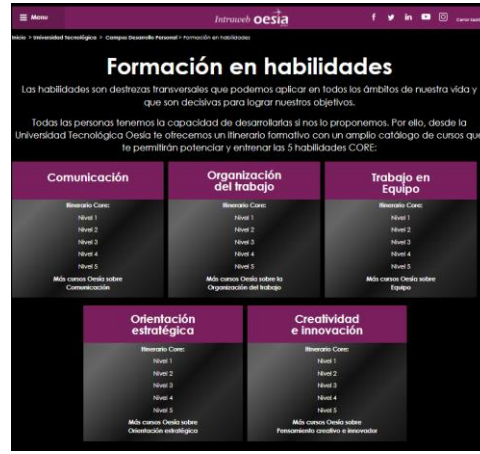 Menu
Intraweb oesía
Cerrar sesión
Inicio > Universidad Tecnológica > Campus Desarrollo Personal > Formación en habilidades
Formación en habilidades
Las habilidades son destrezas transversales que podemos aplicar en todos los ámbitos de nuestra vida y
que son decisivas para lograr nuestros objetivos.
Todas las personas tenemos la capacidad de desarrollarlas si nos lo proponemos. Por ello, desde la
Universidad Tecnológica Oesía te ofrecemos un itinerario formativo con un amplio catálogo de cursos que
te permitirán potenciar y entrenar las 5 habilidades CORE:
Comunicación
Itinerario Core:
Nivel 1
Nivel 2
Nivel 3
Nivel 4
Nivel 5
Más cursos Oesía sobre
Comunicación
Organización
del trabajo
Itinerario Core:
Nivel 1
Nivel 2
Nivel 3
Nivel 4
Nivel 5
Más cursos Oesía sobre la
Organización del trabajo
Trabajo en
Equipo
Itinerario Core:
Nivel 1
Nivel 2
Nivel 3
Nivel 4
Nivel 5
Más cursos Oesía sobre
Equipo
Orientación
estratégica
Itinerario Core:
Nivel 1
Nivel 2
Nivel 3
Nivel 4
Nivel 5
Más cursos Oesía sobre
Orientación estratégica
Creatividad
e innovación
Itinerario Core:
Nivel 1
Nivel 2
Nivel 3
Nivel 4
Nivel 5
Más cursos Oesía sobre
Pensamiento creativo e innovador